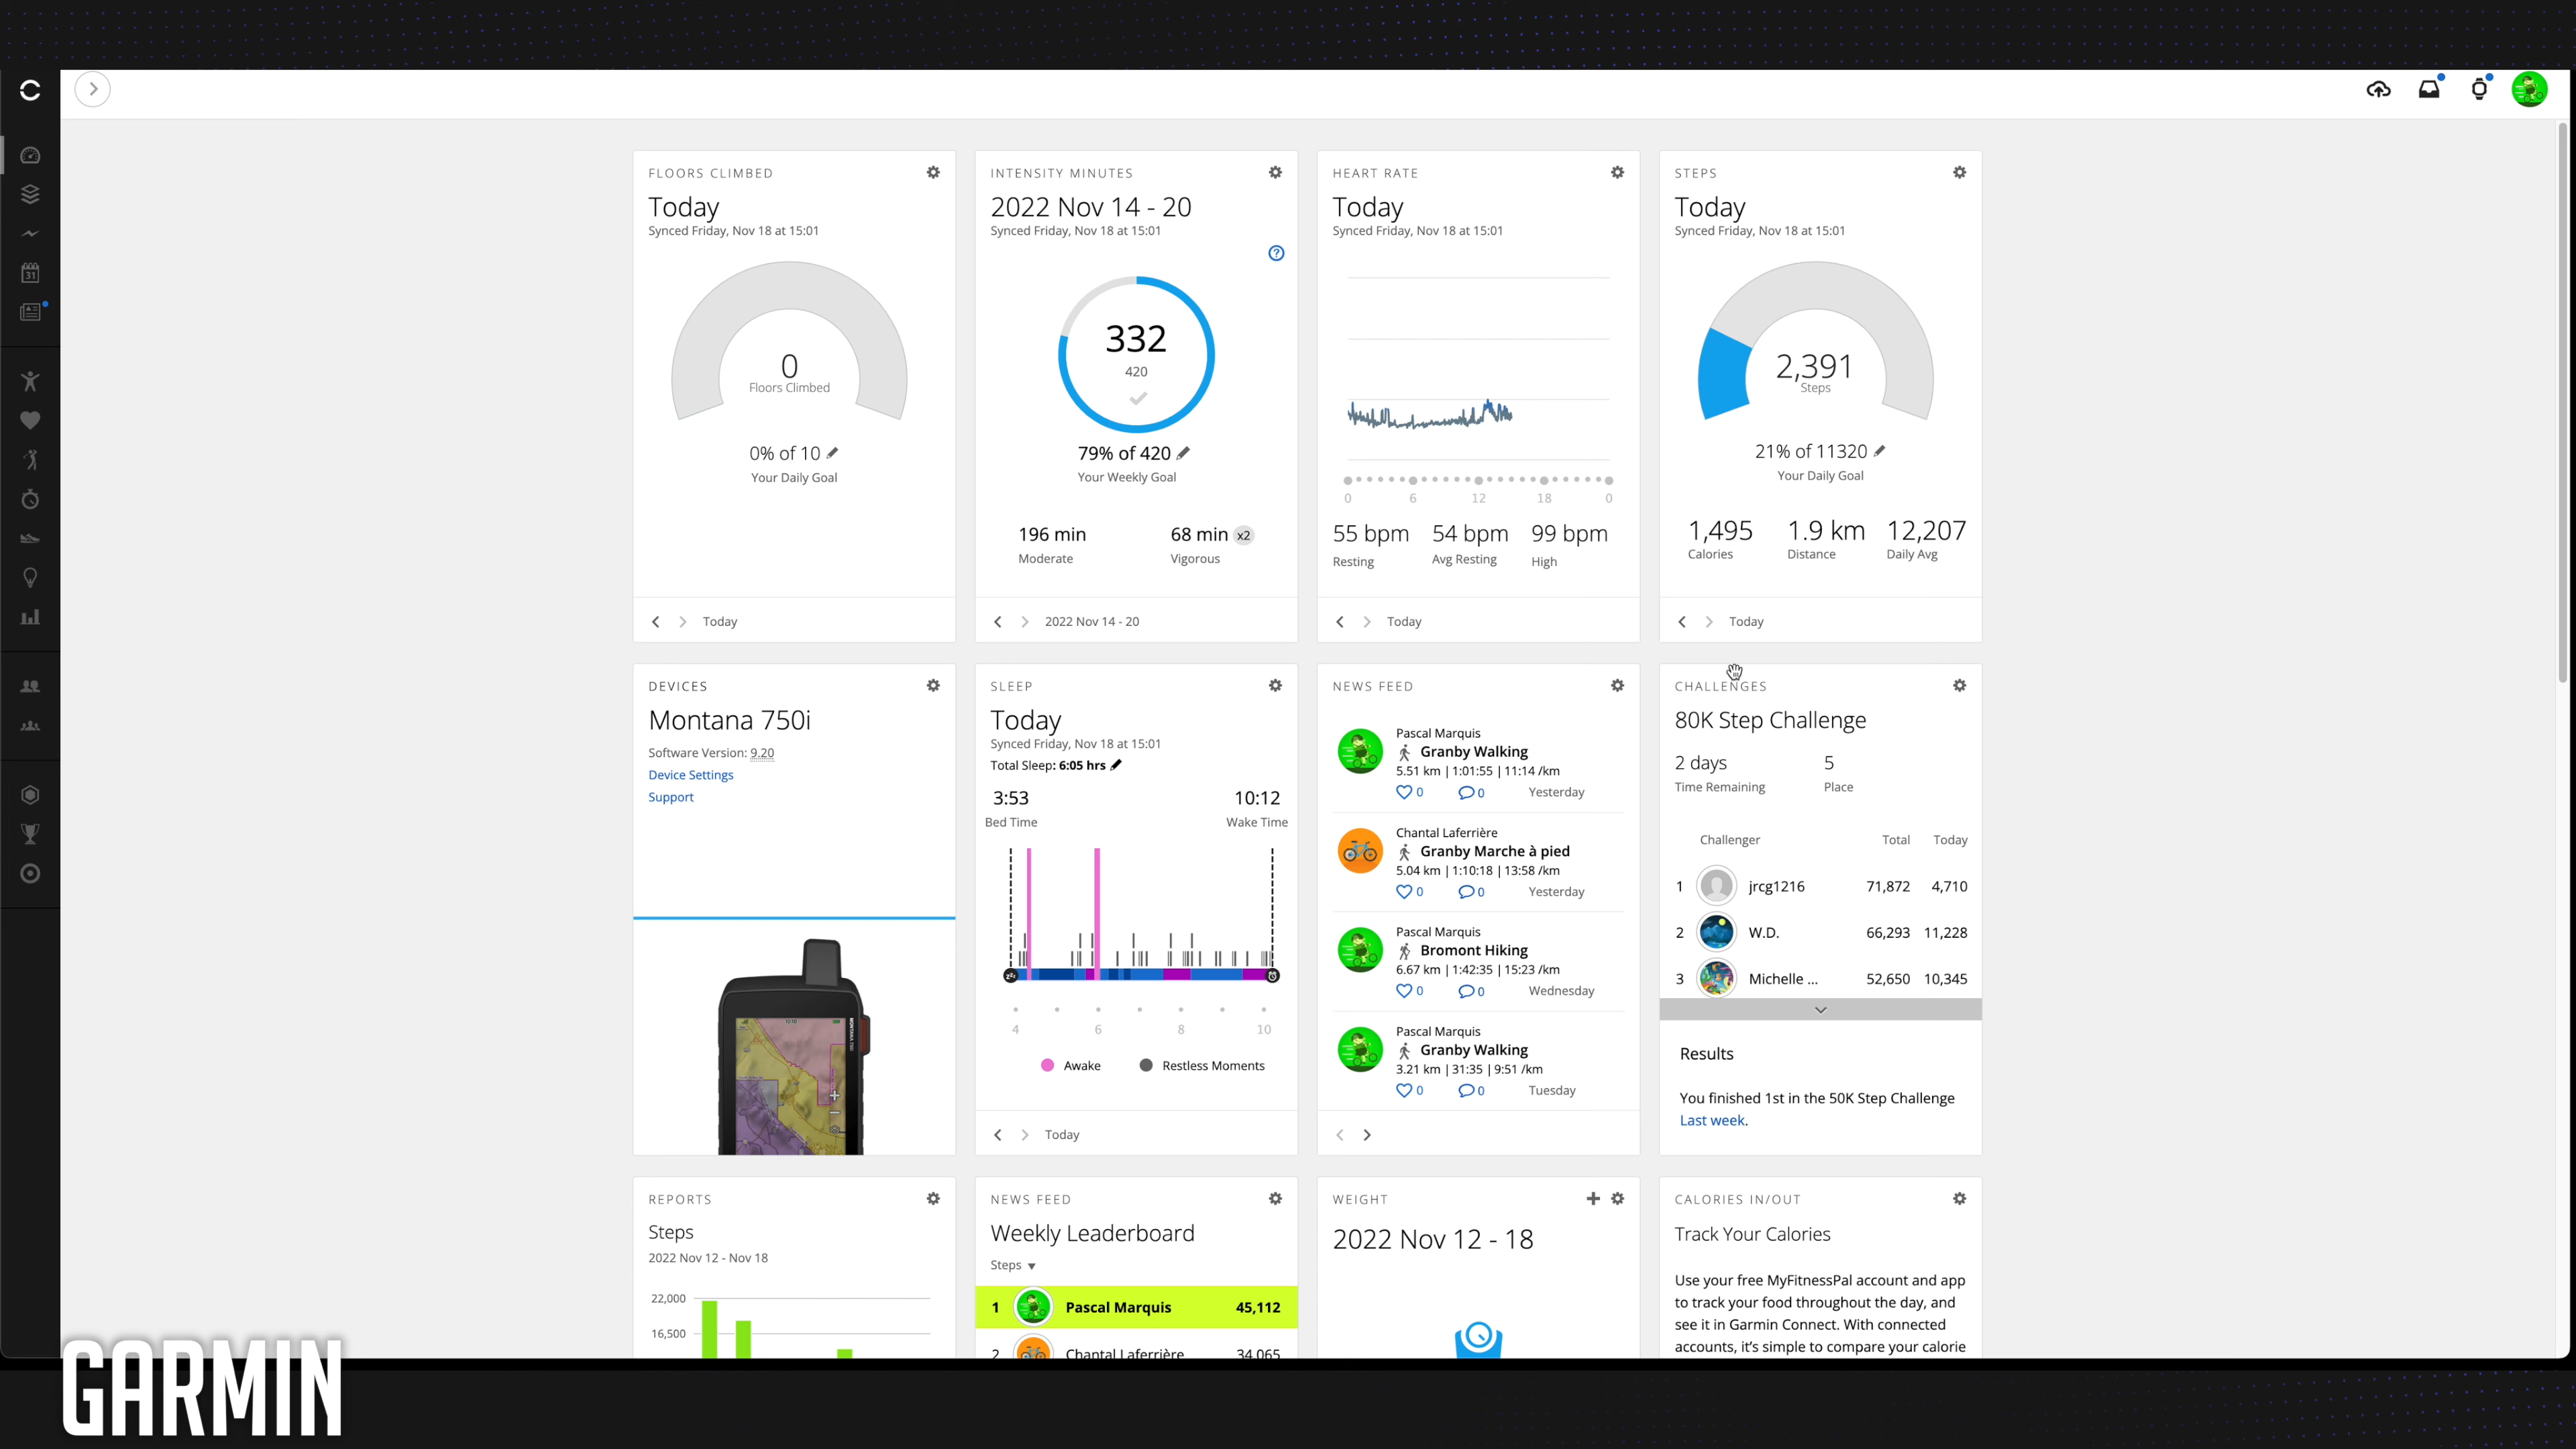 FLOORS CLIMBED
Today
Synced Friday, Nov 18 at 15:01
0
Floors Climbed
0% of 10
Your Daily Goal
Today
INTENSITY MINUTES
2022 Nov 14 - 20
Synced Friday, Nov 18 at 15:01
?
332
420
79% of 420
Your Weekly Goal
196 min
68 min x2
Moderate
Vigorous
2022 Nov 14 - 20
HEART RATE
Today
Synced Friday, Nov 18 at 15:01
0 6 12 18 0
55 bpm 54 bpm 99 bpm
Resting Avg Resting High
Today
STEPS
Today
Synced Friday, Nov 18 at 15:01
2,391
Steps
21% of 11320
Your Daily Goal
1,495 1.9 km 12,207
Calories Distance Daily Avg
Today
31
DEVICES
Montana 750i
Software Version: 9.20
Device Settings
Support
SLEEP
Today
Synced Friday, Nov 18 at 15:01
Total Sleep: 6:05 hrs
3:53 10:12
Bed Time Wake Time
4 6 8 10
Awake Restless Moments
Today
NEWS FEED
Pascal Marquis
Granby Walking
5.51 km | 1:01:55 | 11:14 /km
0 0 Yesterday
Chantal Laferrière
Granby Marche à pied
5.04 km | 1:10:18 | 13:58 /km
0 0 Yesterday
Pascal Marquis
Bromont Hiking
6.67 km | 1:42:35 | 15:23 /km
0 0 Wednesday
Pascal Marquis
Granby Walking
3.21 km | 31:35 | 9:51 /km
0 0 Tuesday
CHALLENGES
80K Step Challenge
2 days 5
Time Remaining Place
Challenger Total Today
1 jrcg1216 71,872 4,710
2 W.D. 66,293 11,228
3 Michelle ... 52,650 10,345
Results
You finished 1st in the 50K Step Challenge
Last week.
REPORTS
Steps
2022 Nov 12 - Nov 18
22,000
16,500
NEWS FEED
Weekly Leaderboard
Steps
1 Pascal Marquis 45,112
2 Chantal Laferrière 34,065
WEIGHT
2022 Nov 12 - 18
CALORIES IN/OUT
Track Your Calories
Use your free MyFitnessPal account and app
to track your food throughout the day, and
see it in Garmin Connect. With connected
accounts, it's simple to compare your calorie
GARMIN